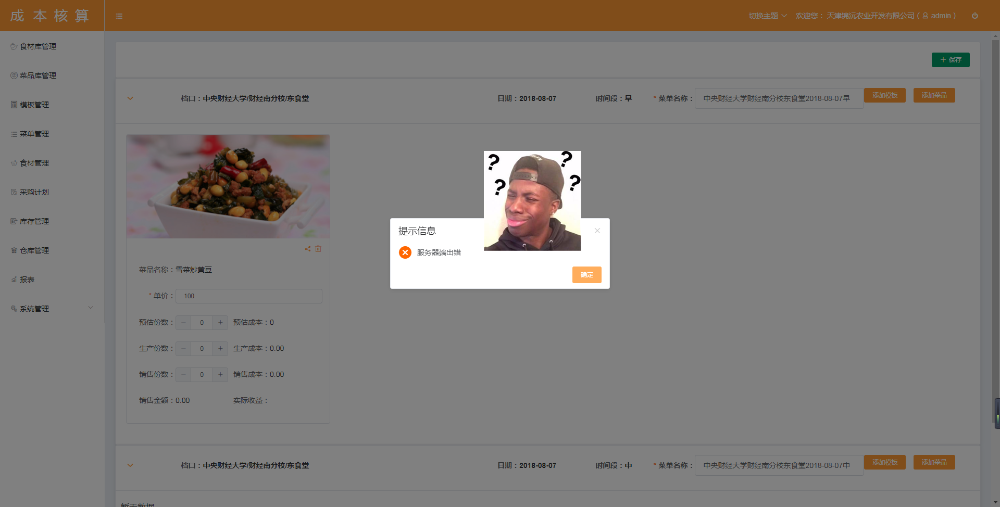 成本核算
切换主题 欢迎您： 天津锦沅农业开发有限公司 ( admin )
食材库管理
菜品库管理
模板管理
菜单管理
食材管理
采购计划
库存管理
仓库管理
报表
系统管理
+ 保存
档口：中央财经大学/财经南分校/东食堂 日期：2018-08-07 时间段：早 * 菜单名称： 中央财经大学财经南分校东食堂2018-08-07早 添加模板 添加菜品
菜品名称：雪菜炒黄豆
* 单价： 100
预估份数： − 0 + 预估成本：0
生产份数： − 0 + 生产成本：0.00
销售份数： − 0 + 销售成本：0.00
销售金额：0.00 实际收益：
? ? ? ?
提示信息
服务器端出错
确定
档口：中央财经大学/财经南分校/东食堂 日期：2018-08-07 时间段：中 * 菜单名称： 中央财经大学财经南分校东食堂2018-08-07中 添加模板 添加菜品
暂无数据